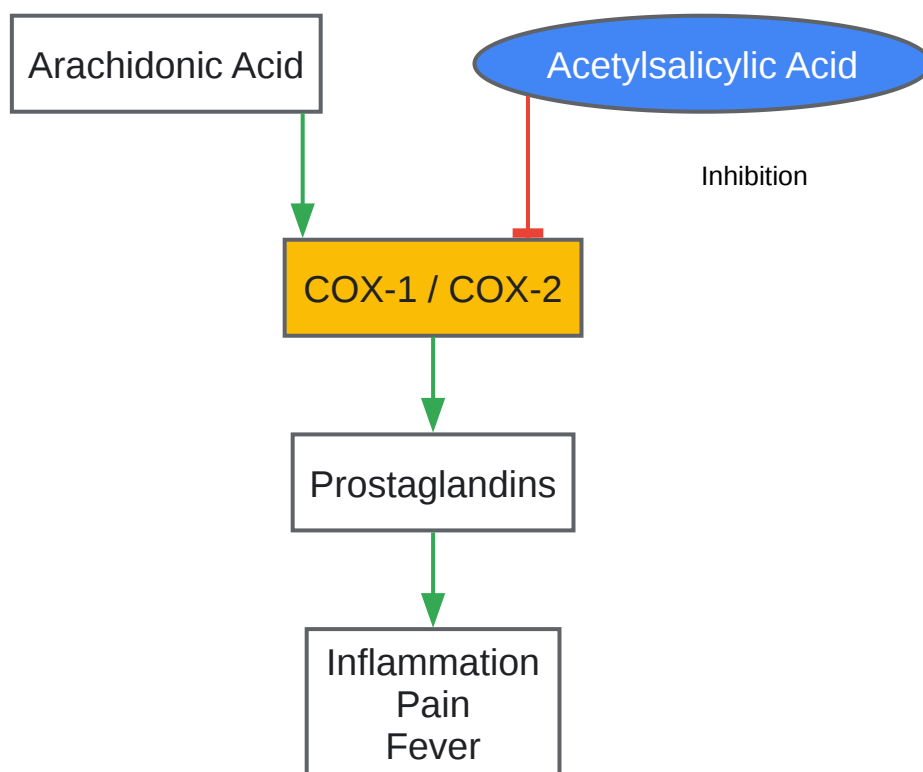 Arachidonic Acid
Acetylsalicylic Acid
Inhibition
COX-1 / COX-2
Prostaglandins
Inflammation
Pain
Fever